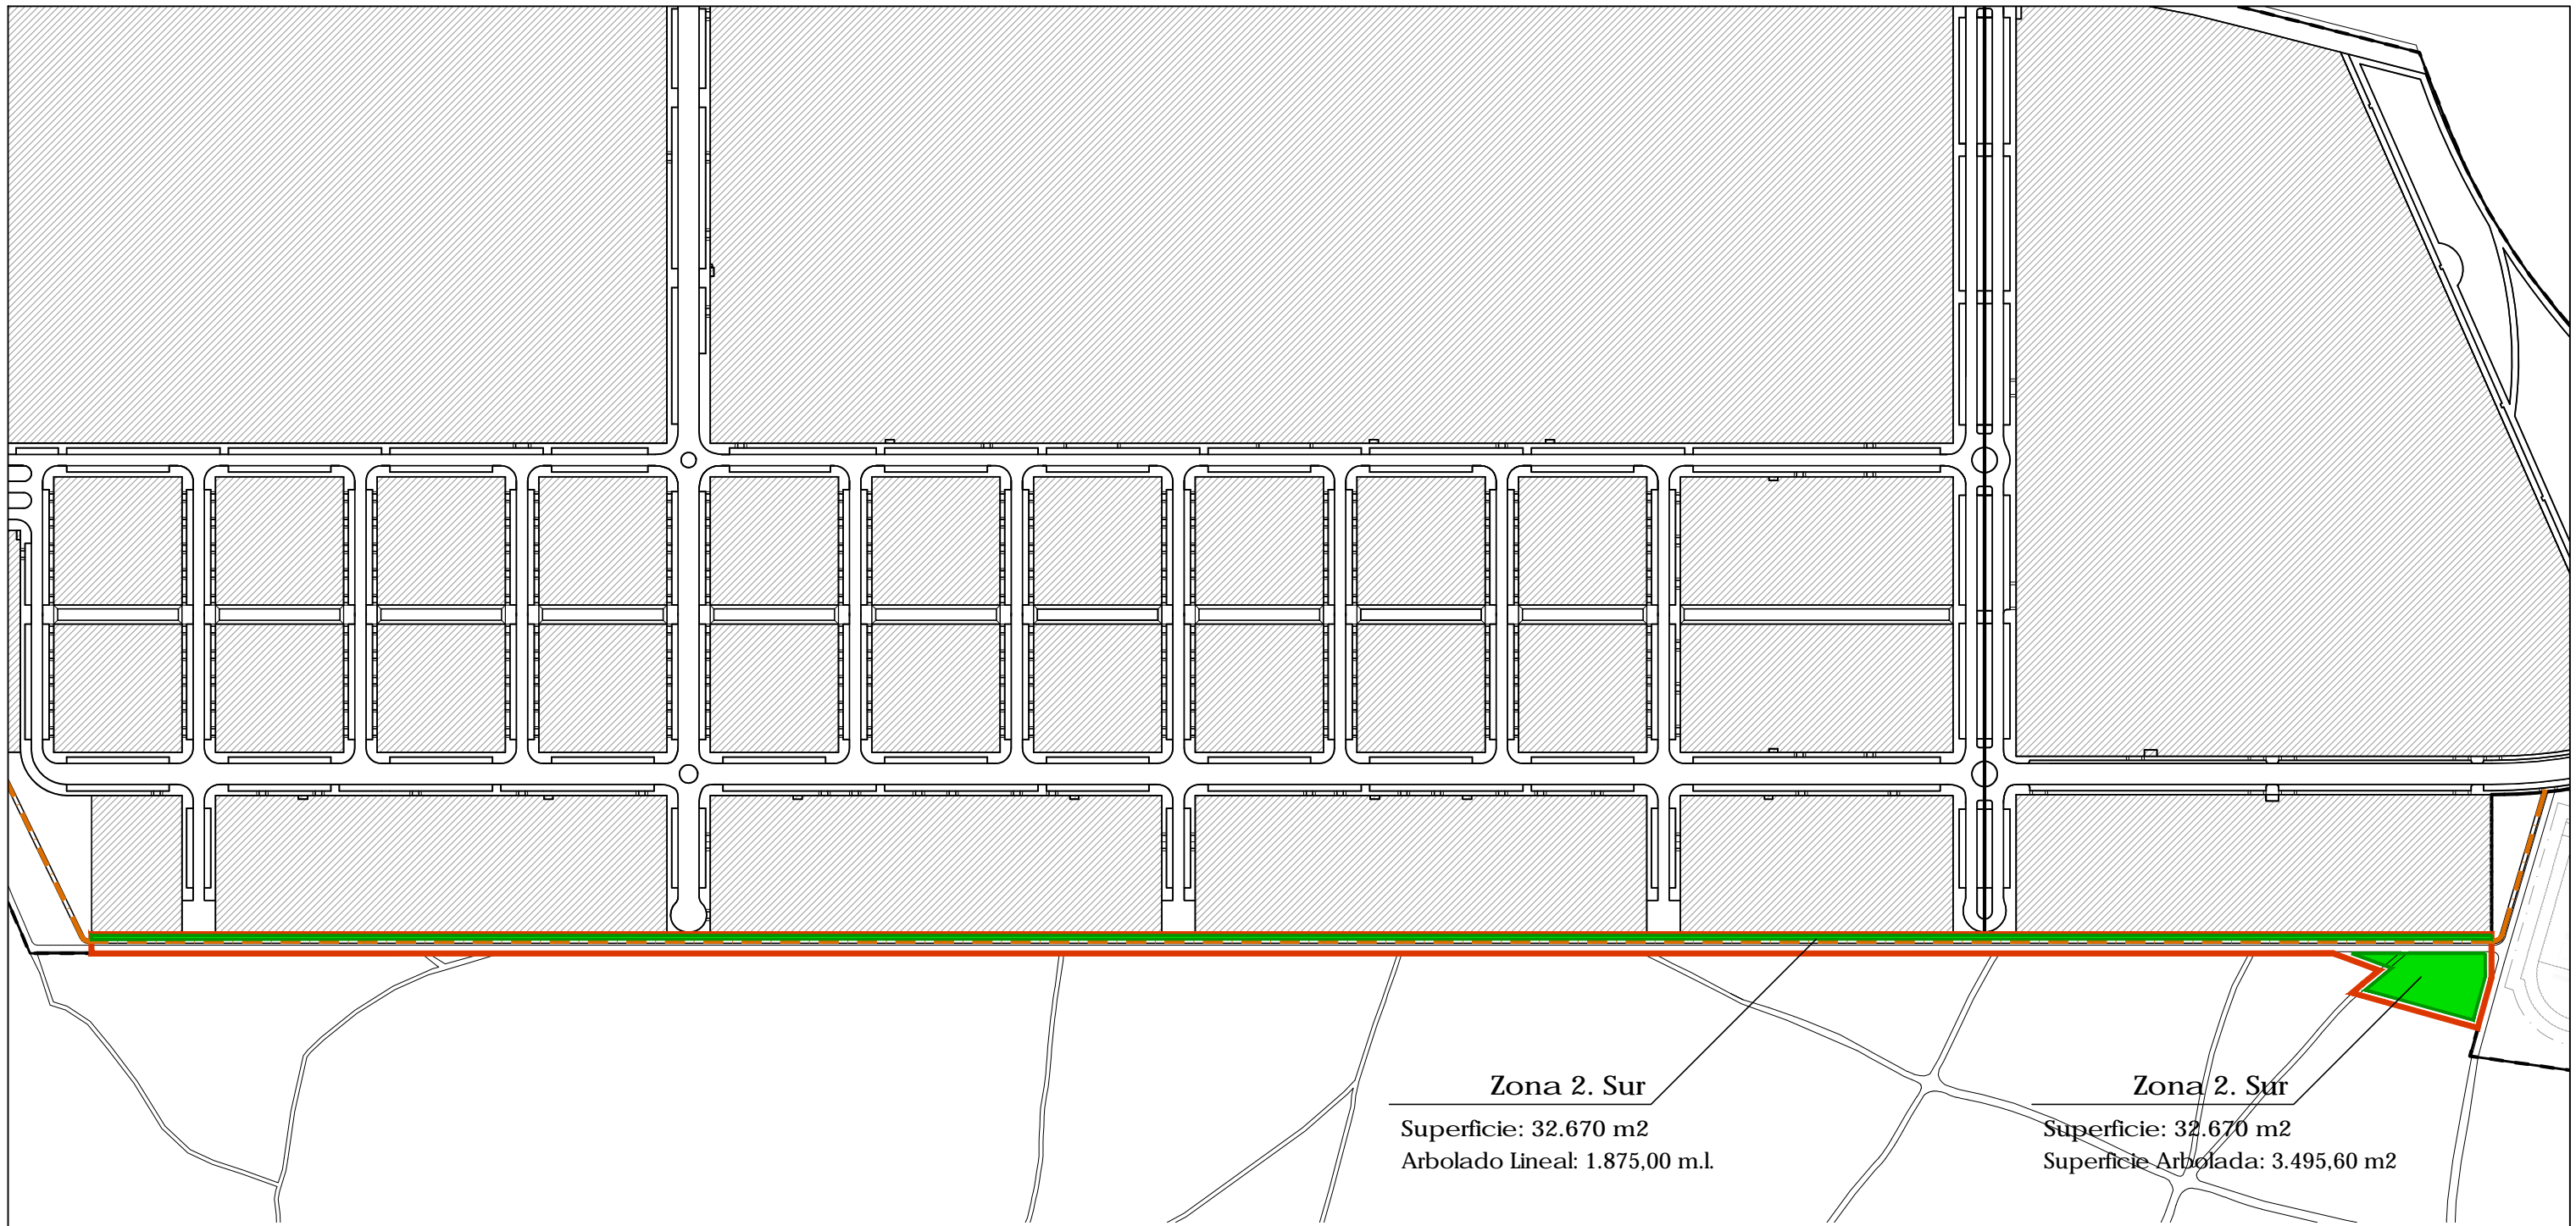 Zona 2. Sur
Superficie: 32.670 m2
Arbolado Lineal: 1.875,00 m.l.
Zona 2. Sur
Superficie: 32.670 m2
Superficie Arbolada: 3.495,60 m2